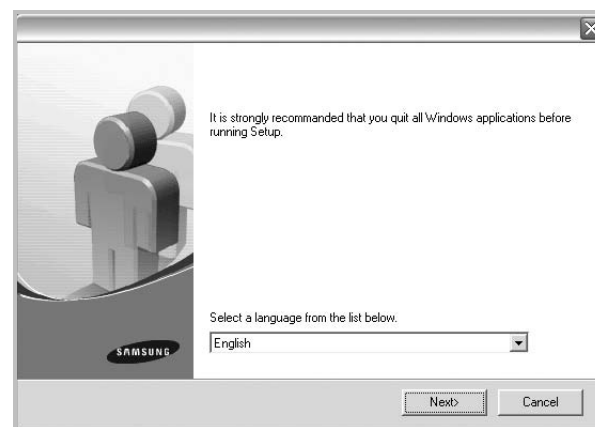 It is strongly recommanded that you quit all Windows applications before
running Setup.
Select a language from the list below.
English
SAMSUNG
Next>
Cancel